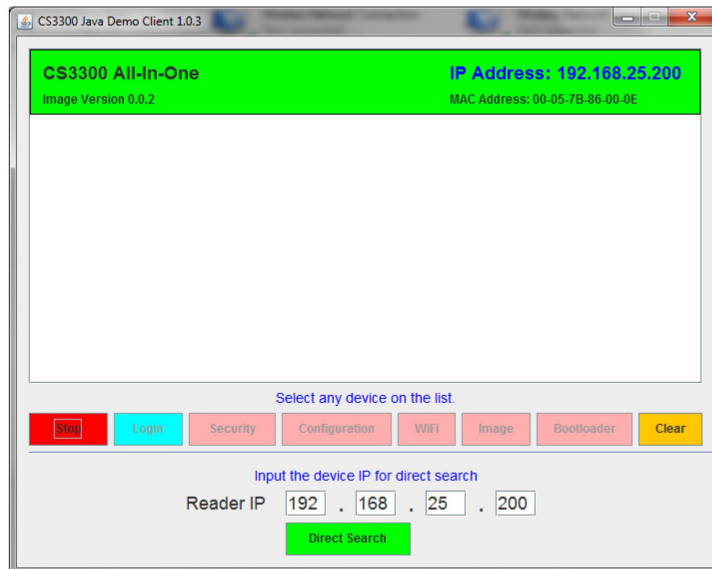 CS3300 Java Demo Client 1.0.3
CS3300 All-In-One IP Address: 192.168.25.200
Image Version 0.0.2 MAC Address: 00-05-7B-86-00-0E
Select any device on the list.
Stop Login Security Configuration WiFi Image Bootloader Clear
Input the device IP for direct search
Reader IP 192 . 168 . 25 . 200
Direct Search